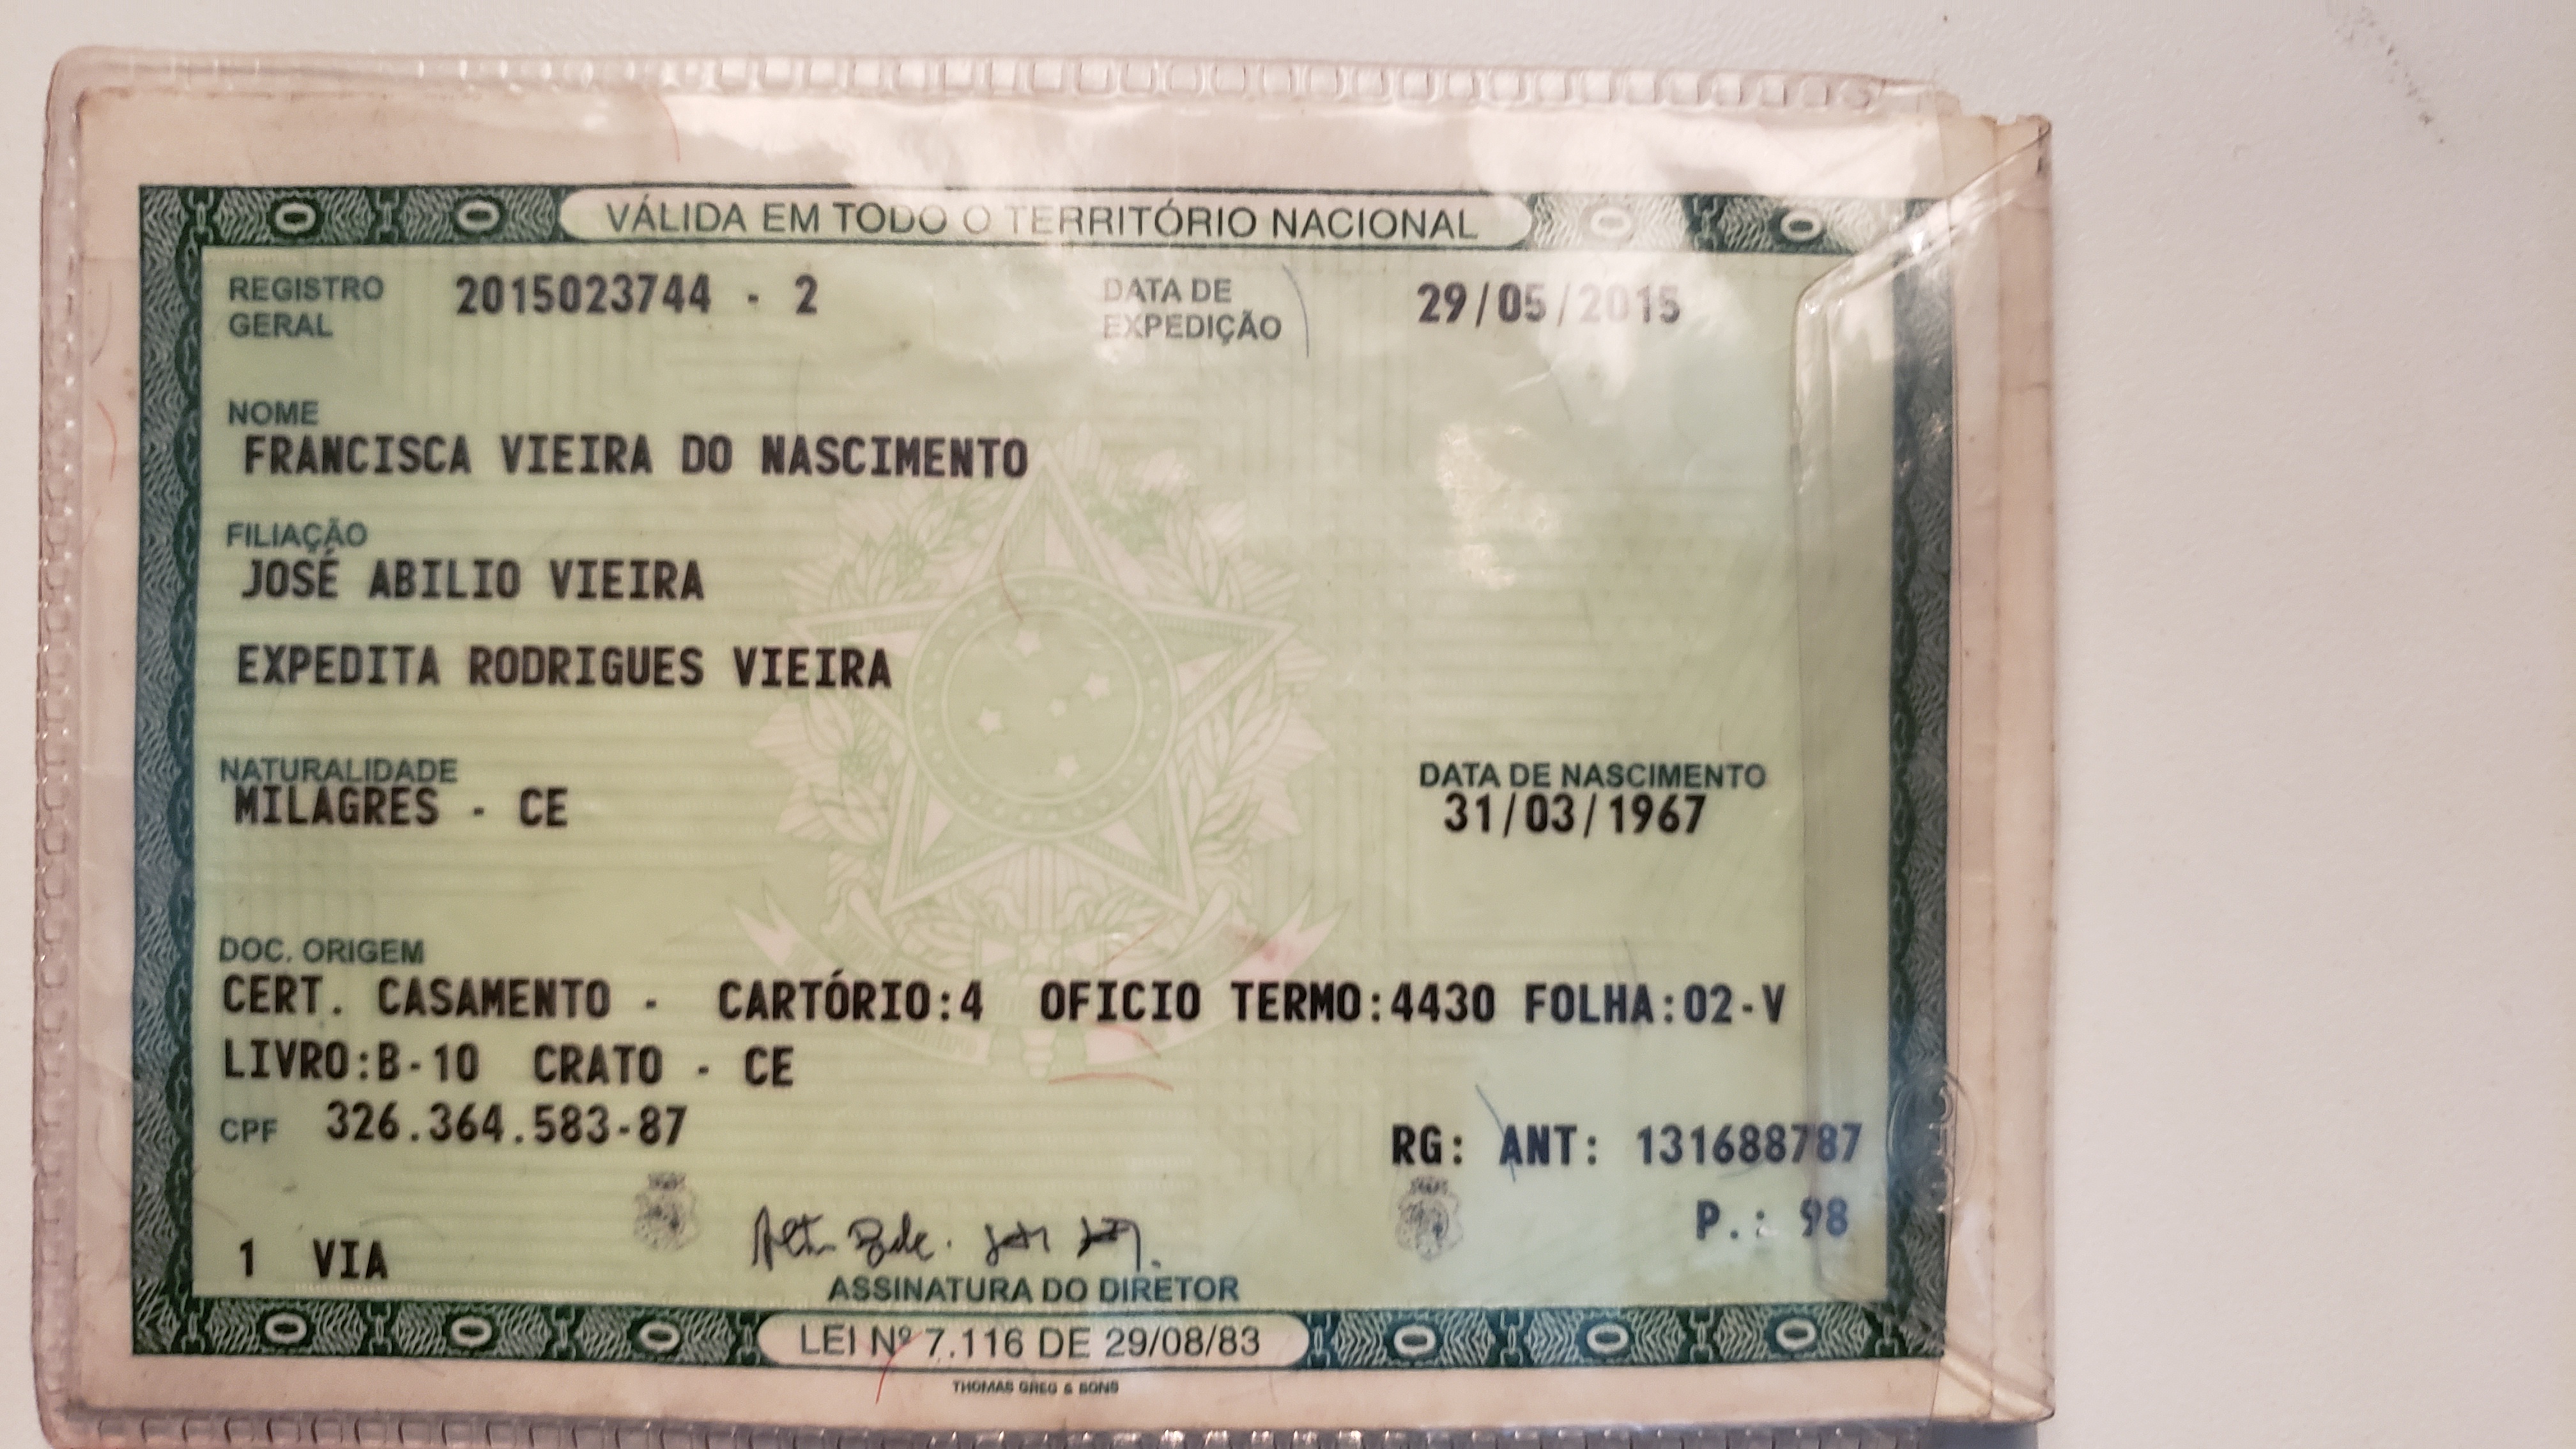 VÁLIDA EM TODO O TERRITÓRIO NACIONAL
REGISTRO GERAL 2015023744 - 2 DATA DE EXPEDIÇÃO 29/05/2015
NOME
FRANCISCA VIEIRA DO NASCIMENTO
FILIAÇÃO
JOSÉ ABILIO VIEIRA
EXPEDITA RODRIGUES VIEIRA
NATURALIDADE DATA DE NASCIMENTO
MILAGRES - CE 31/03/1967
DOC. ORIGEM
CERT. CASAMENTO - CARTÓRIO:4 OFICIO TERMO:4430 FOLHA:02-V
LIVRO:B-10 CRATO - CE
CPF 326.364.583-87 RG: ANT: 131688787
P.: 98
1 VIA
ASSINATURA DO DIRETOR
LEI Nº 7.116 DE 29/08/83
THOMAS GREG & SONS